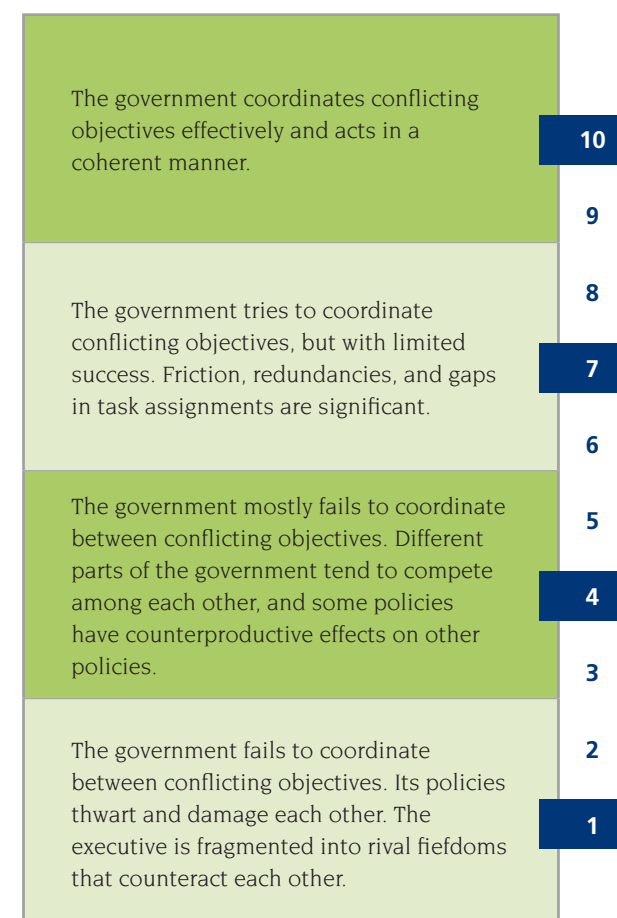 The government coordinates conflicting
objectives effectively and acts in a
coherent manner.
10
9
8
The government tries to coordinate
conflicting objectives, but with limited
success. Friction, redundancies, and gaps
in task assignments are significant.
7
6
5
The government mostly fails to coordinate
between conflicting objectives. Different
parts of the government tend to compete
among each other, and some policies
have counterproductive effects on other
policies.
4
3
2
The government fails to coordinate
between conflicting objectives. Its policies
thwart and damage each other. The
executive is fragmented into rival fiefdoms
that counteract each other.
1